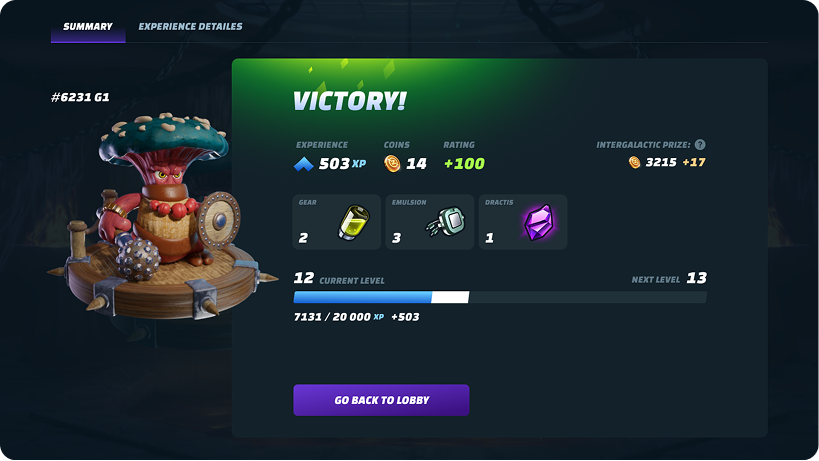 SUMMARY EXPERIENCE DETAILES
#6231 G1
VICTORY!
EXPERIENCE COINS RATING INTERGALACTIC PRIZE: ?
503 XP 14 +100 3215 +17
GEAR EMULSION DRACTIS
2 3 1
12 CURRENT LEVEL NEXT LEVEL 13
7131 / 20 000 XP +503
GO BACK TO LOBBY